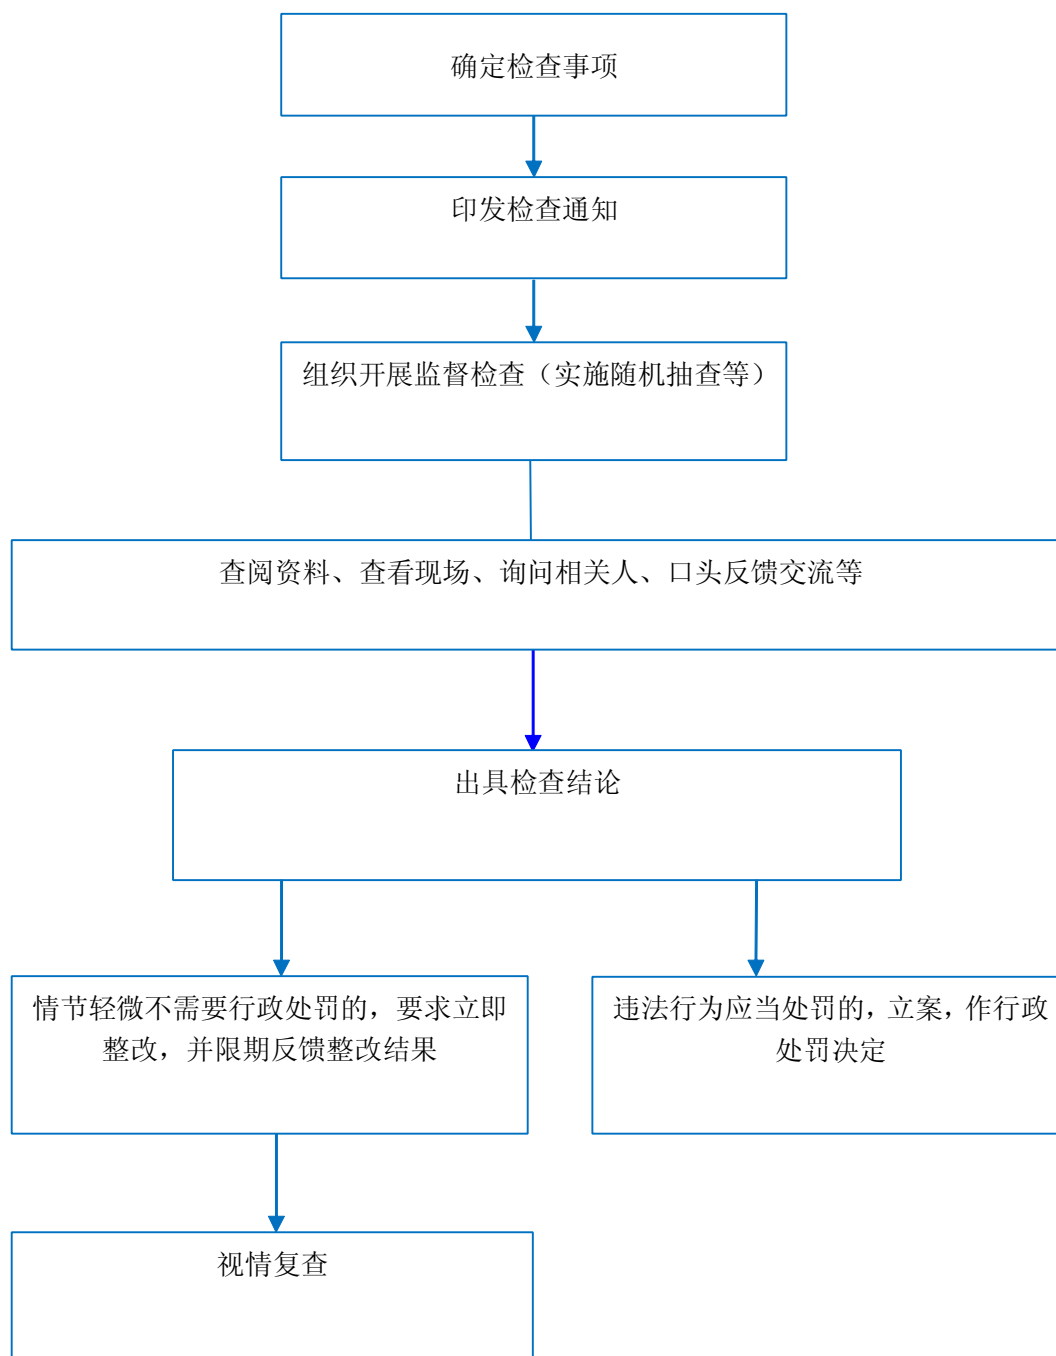 确定检查事项
印发检查通知
组织开展监督检查（实施随机抽查等）
查阅资料、查看现场、询问相关人、口头反馈交流等
出具检查结论
情节轻微不需要行政处罚的，要求立即
整改，并限期反馈整改结果
违法行为应当处罚的，立案，作行政
处罚决定
视情复查